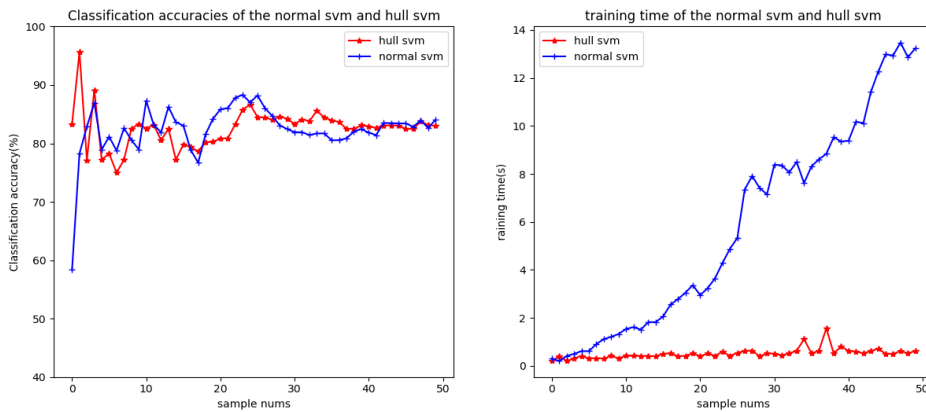 Classification accuracies of the normal svm and hull svm
100
90
80
70
60
50
40
0 10 20 30 40 50
Classification accuracy(%)
sample nums
hull svm
normal svm
training time of the normal svm and hull svm
14
12
10
8
6
4
2
0
0 10 20 30 40 50
raining time(s)
sample nums
hull svm
normal svm